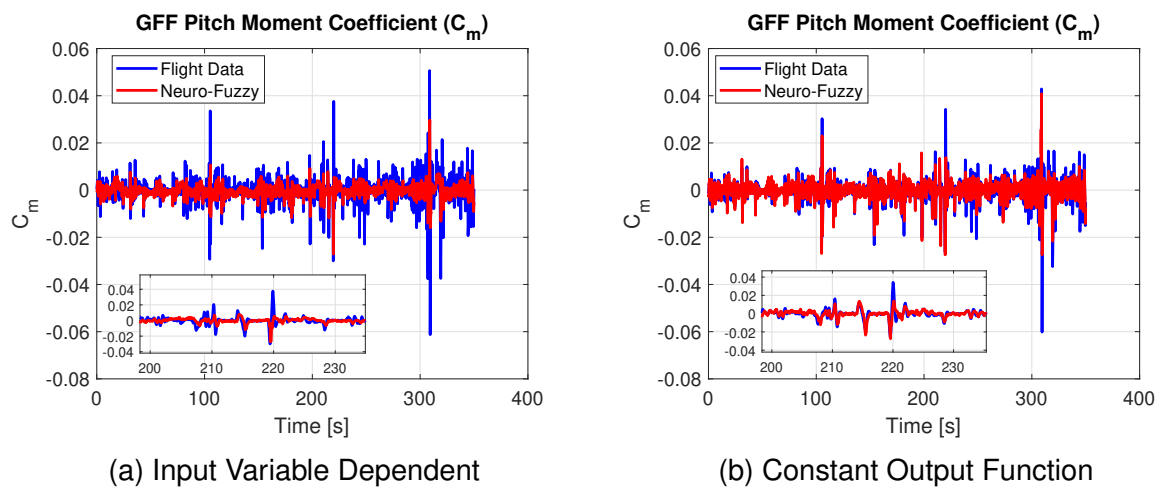 GFF Pitch Moment Coefficient (C_m)
0.06
0.04
0.02
0
-0.02
-0.04
-0.06
-0.08
C_m
Flight Data
Neuro-Fuzzy
0.04
0.02
0
-0.02
-0.04
200 210 220 230
0 100 200 300 400
Time [s]
(a) Input Variable Dependent
GFF Pitch Moment Coefficient (C_m)
0.06
0.04
0.02
0
-0.02
-0.04
-0.06
-0.08
C_m
Flight Data
Neuro-Fuzzy
0.04
0.02
0
-0.02
-0.04
200 210 220 230
0 100 200 300 400
Time [s]
(b) Constant Output Function